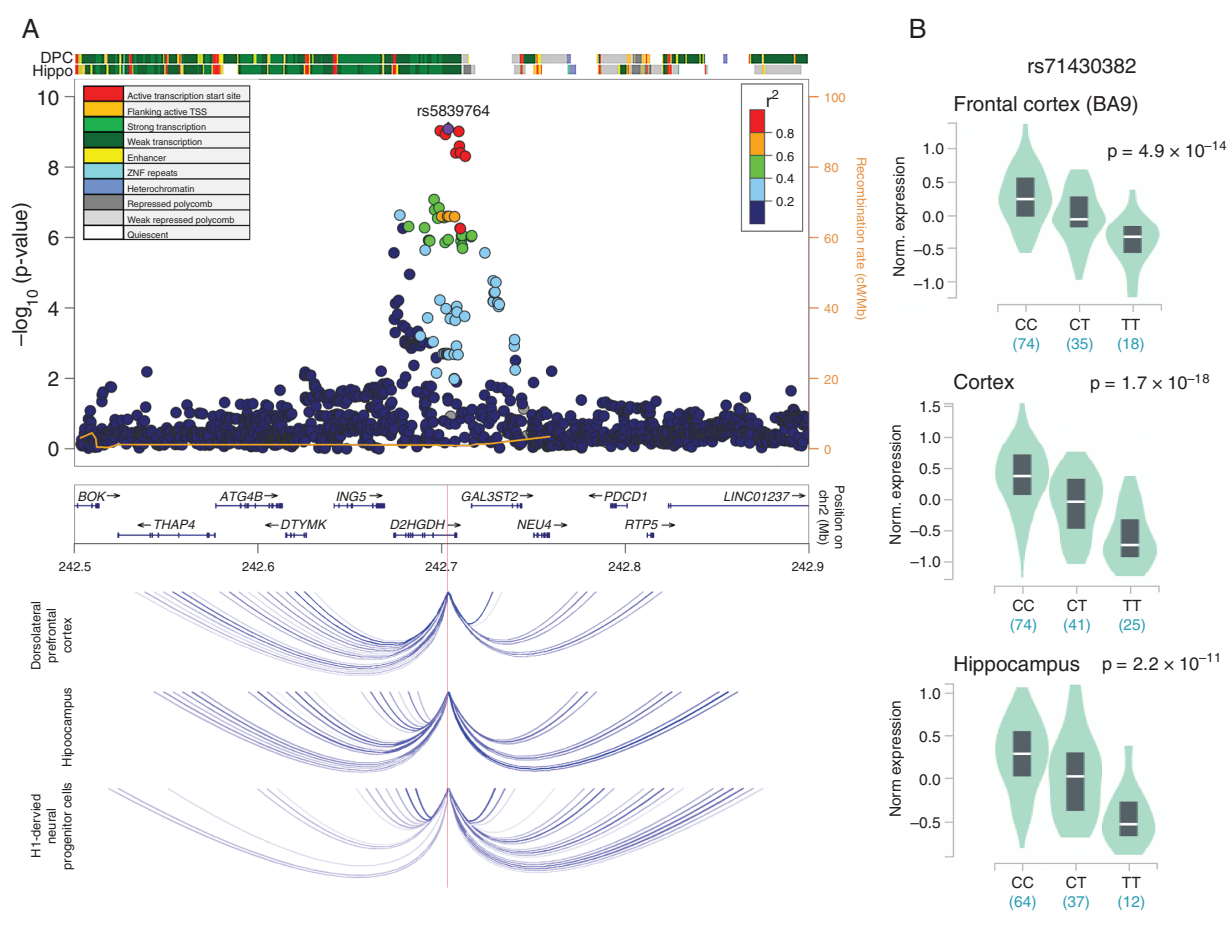 A
DPC
Hippo
10
8
6
4
2
0
−log10 (p-value)
Active transcription start site
Flanking active TSS
Strong transcription
Weak transcription
Enhancer
ZNF repeats
Heterochromatin
Repressed polycomb
Weak repressed polycomb
Quiescent
rs5839764
r2
0.8
0.6
0.4
0.2
100
80
60
40
20
0
Recombination rate (cM/Mb)
BOK→
ATG4B→
ING5→
GAL3ST2→
←PDCD1
LINC01237→
←THAP4
←DTYMK
D2HGDH→
NEU4→
RTP5→
Position on
chr2 (Mb)
242.5
242.6
242.7
242.8
242.9
Dorsolateral
prefrontal
cortex
Hipoocampus
H1-dervied
neural
progenitor cells
B
rs71430382
Frontal cortex (BA9)
p = 4.9 × 10−14
Norm. expression
1.0
0.5
0.0
−0.5
−1.0
CC
CT
TT
(74)
(35)
(18)
Cortex
p = 1.7 × 10−18
Norm. expression
1.5
1.0
0.5
0.0
−0.5
−1.0
CC
CT
TT
(74)
(41)
(25)
Hippocampus
p = 2.2 × 10−11
Norm expression
1.0
0.5
0.0
−0.5
CC
CT
TT
(64)
(37)
(12)